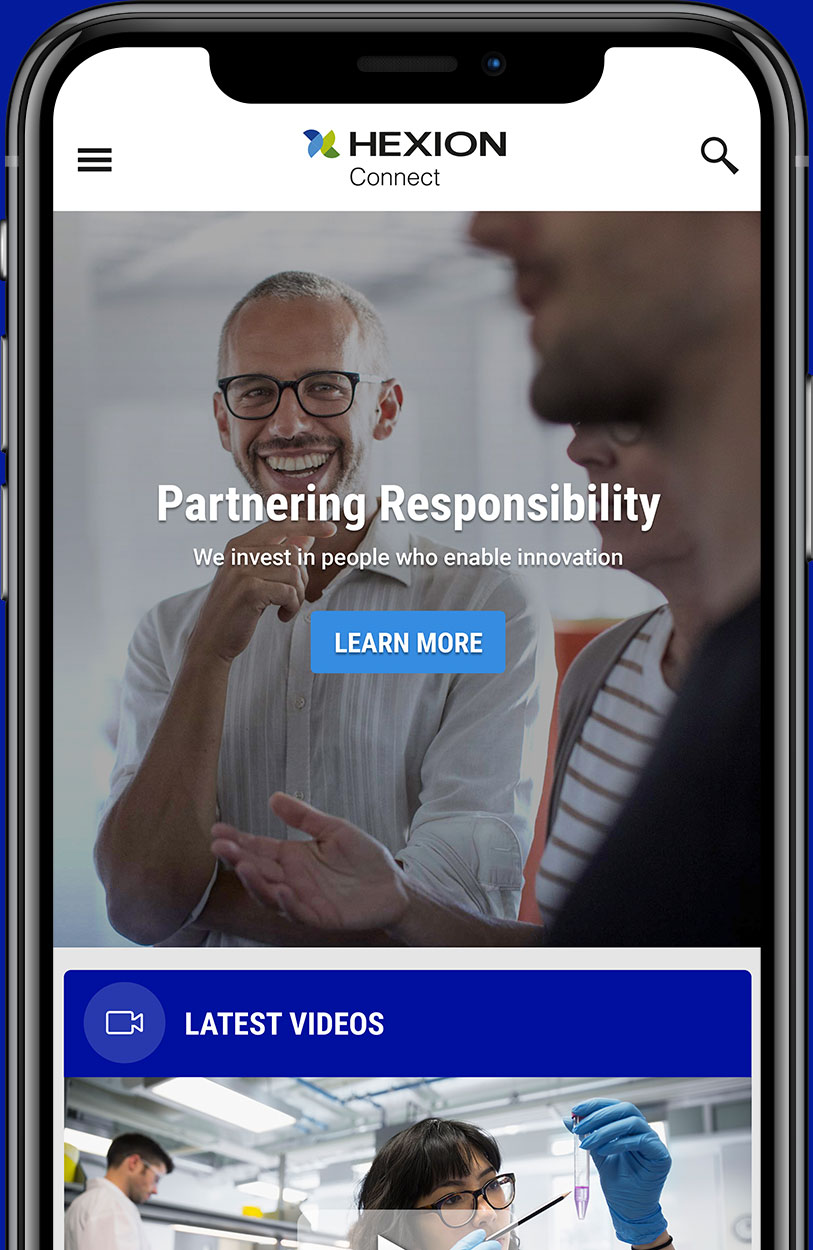 HEXION
Connect
Partnering Responsibility
We invest in people who enable innovation
LEARN MORE
LATEST VIDEOS